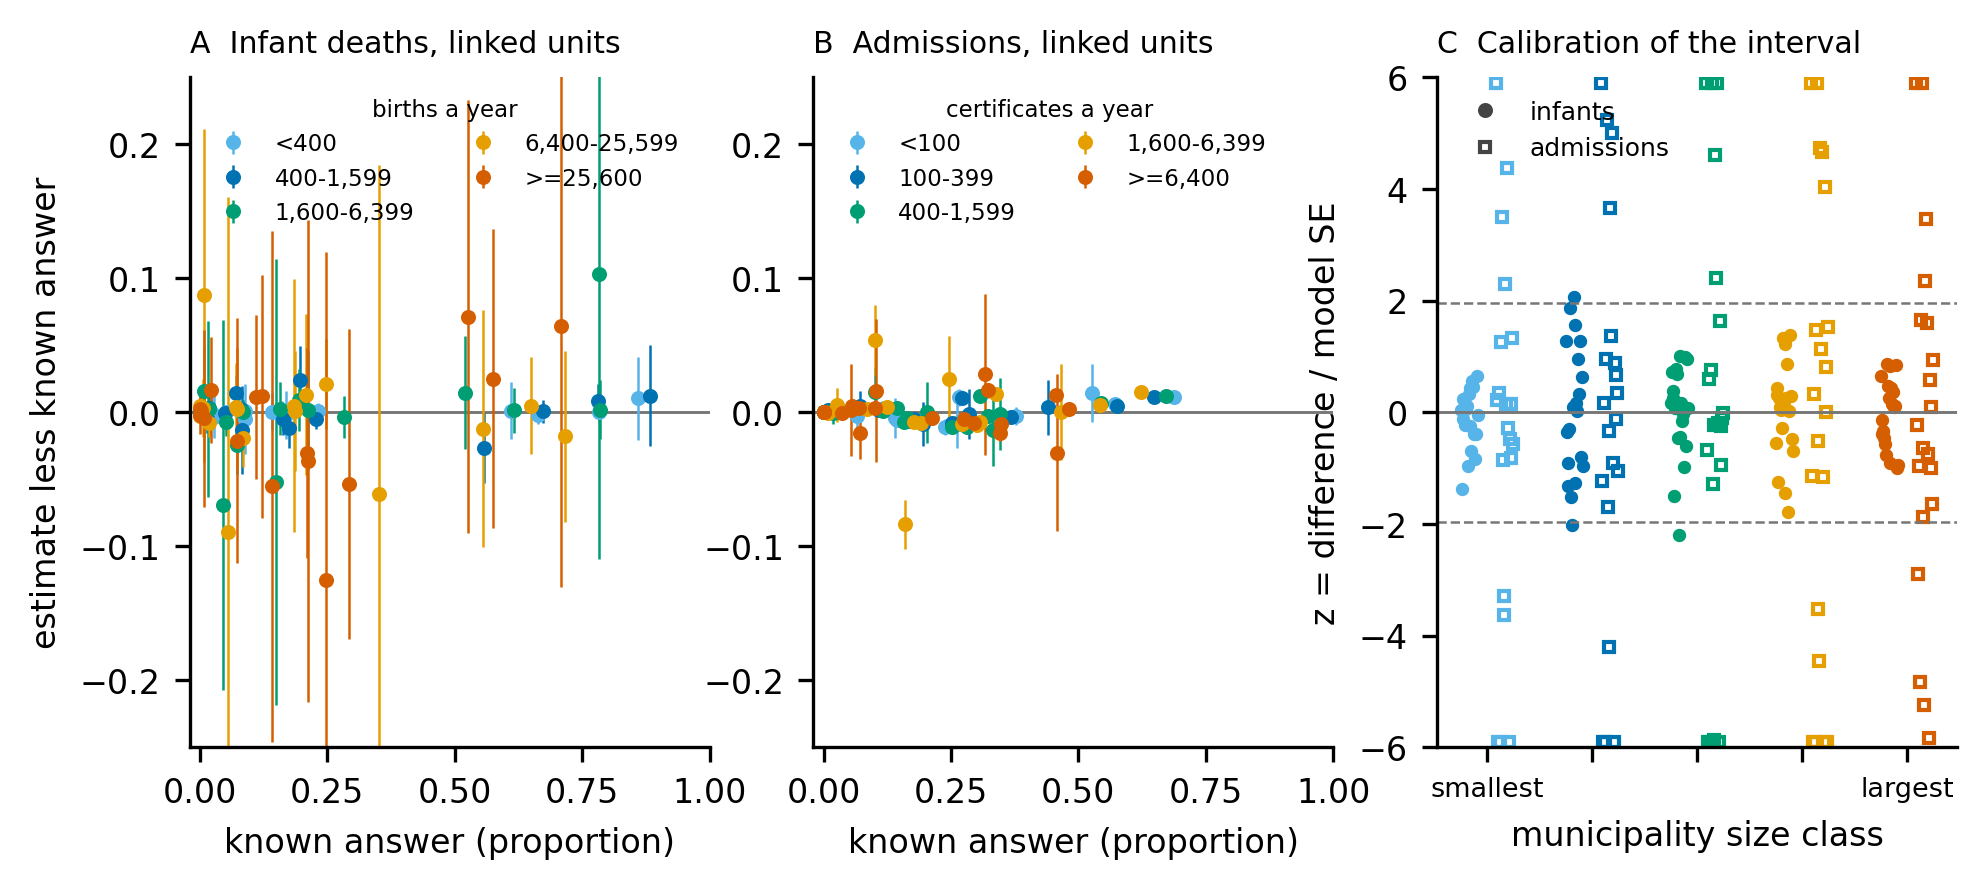 A  Infant deaths, linked units
births a year
<400
400-1,599
1,600-6,399
6,400-25,599
>=25,600
0.2
0.1
0.0
−0.1
−0.2
estimate less known answer
0.00 0.25 0.50 0.75 1.00
known answer (proportion)
B  Admissions, linked units
certificates a year
<100
100-399
400-1,599
1,600-6,399
>=6,400
0.2
0.1
0.0
−0.1
−0.2
0.00 0.25 0.50 0.75 1.00
known answer (proportion)
C  Calibration of the interval
infants
admissions
6
4
2
0
−2
−4
−6
z = difference / model SE
smallest largest
municipality size class